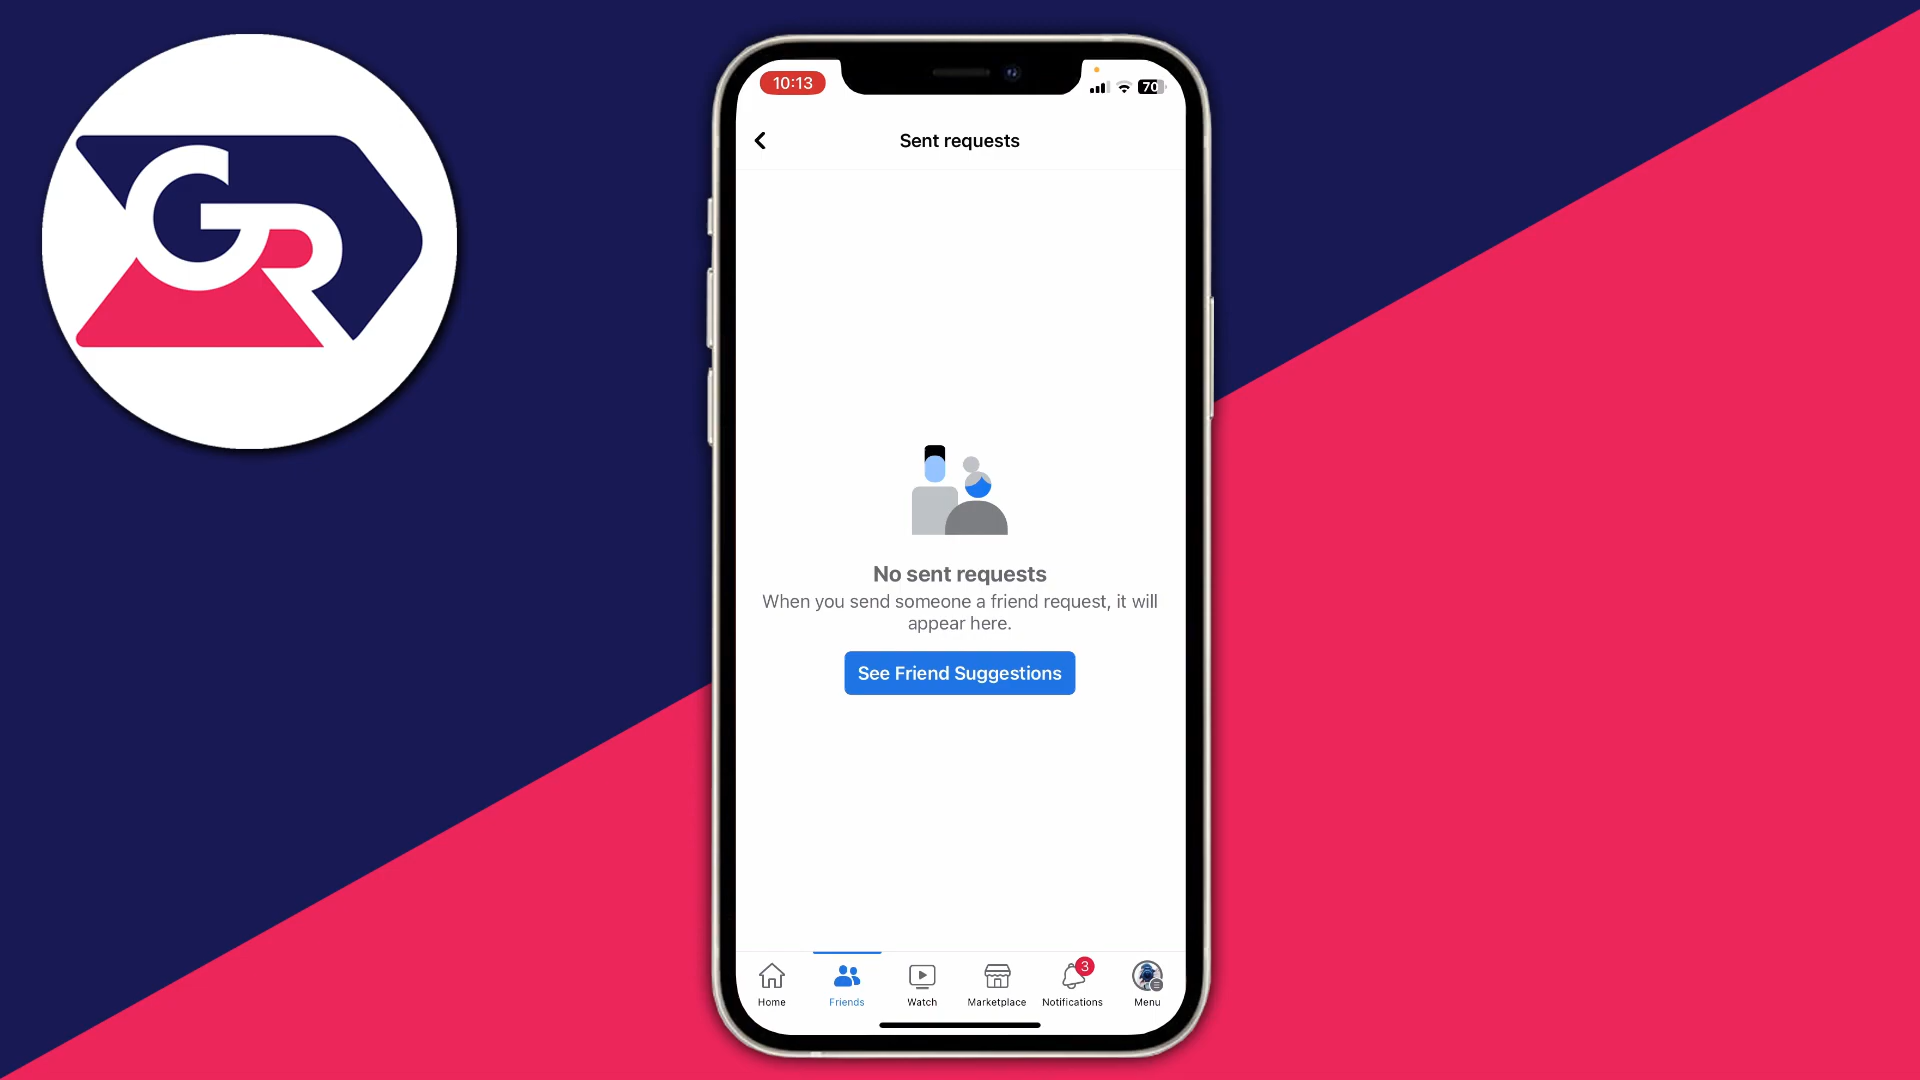 GR
10:13
70
Sent requests
No sent requests
When you send someone a friend request, it will
appear here.
See Friend Suggestions
3
Home
Friends
Watch
Marketplace
Notifications
Menu